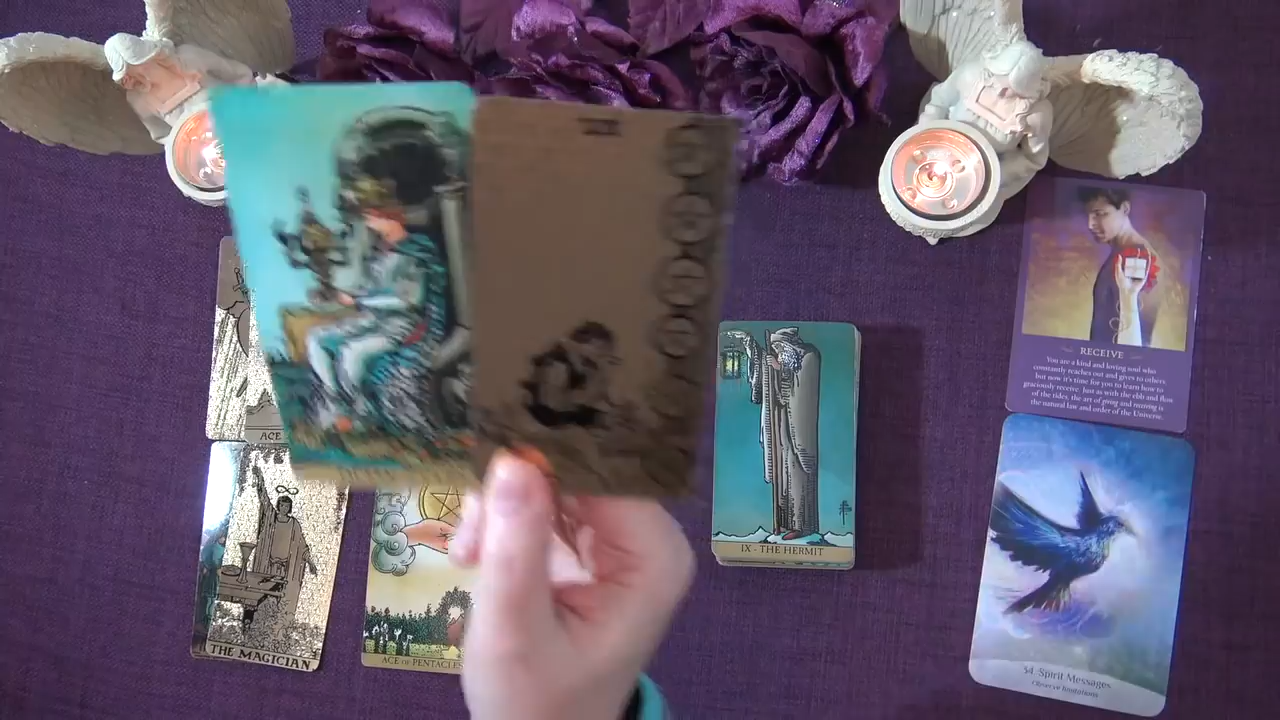 RECEIVE
You are a kind and loving soul who
constantly reaches out and gives to others,
but now it's time for you to learn how to
graciously receive. Just as with the ebb and flow
of the tides, the art of giving and receiving is
the natural law and order of the Universe.
ACE
IX - THE HERMIT
THE MAGICIAN
ACE OF PENTACLES
34 Spirit Messages